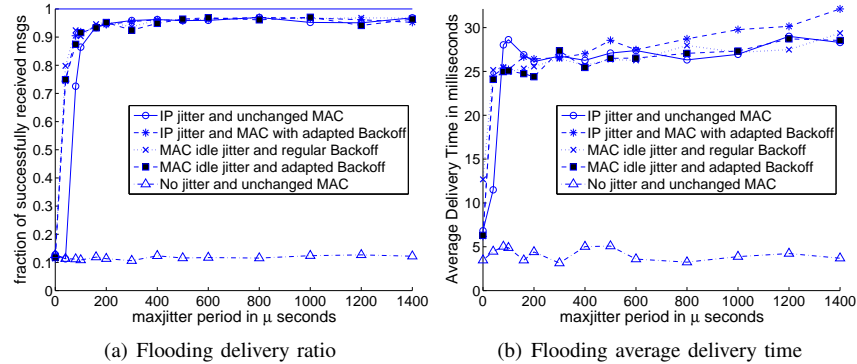 1
0.9
0.8
0.7
0.6
0.5
0.4
0.3
0.2
0.1
0
fraction of successfully received msgs
IP jitter and unchanged MAC
IP jitter and MAC with adapted Backoff
MAC idle jitter and regular Backoff
MAC idle jitter and adapted Backoff
No jitter and unchanged MAC
0 200 400 600 800 1000 1200 1400
maxjitter period in μ seconds
(a) Flooding delivery ratio
30
25
20
15
10
5
0
Average Delivery Time in milliseconds
IP jitter and unchanged MAC
IP jitter and MAC with adapted Backoff
MAC idle jitter and regular Backoff
MAC idle jitter and adapted Backoff
No jitter and unchanged MAC
0 200 400 600 800 1000 1200 1400
maxjitter period in μ seconds
(b) Flooding average delivery time